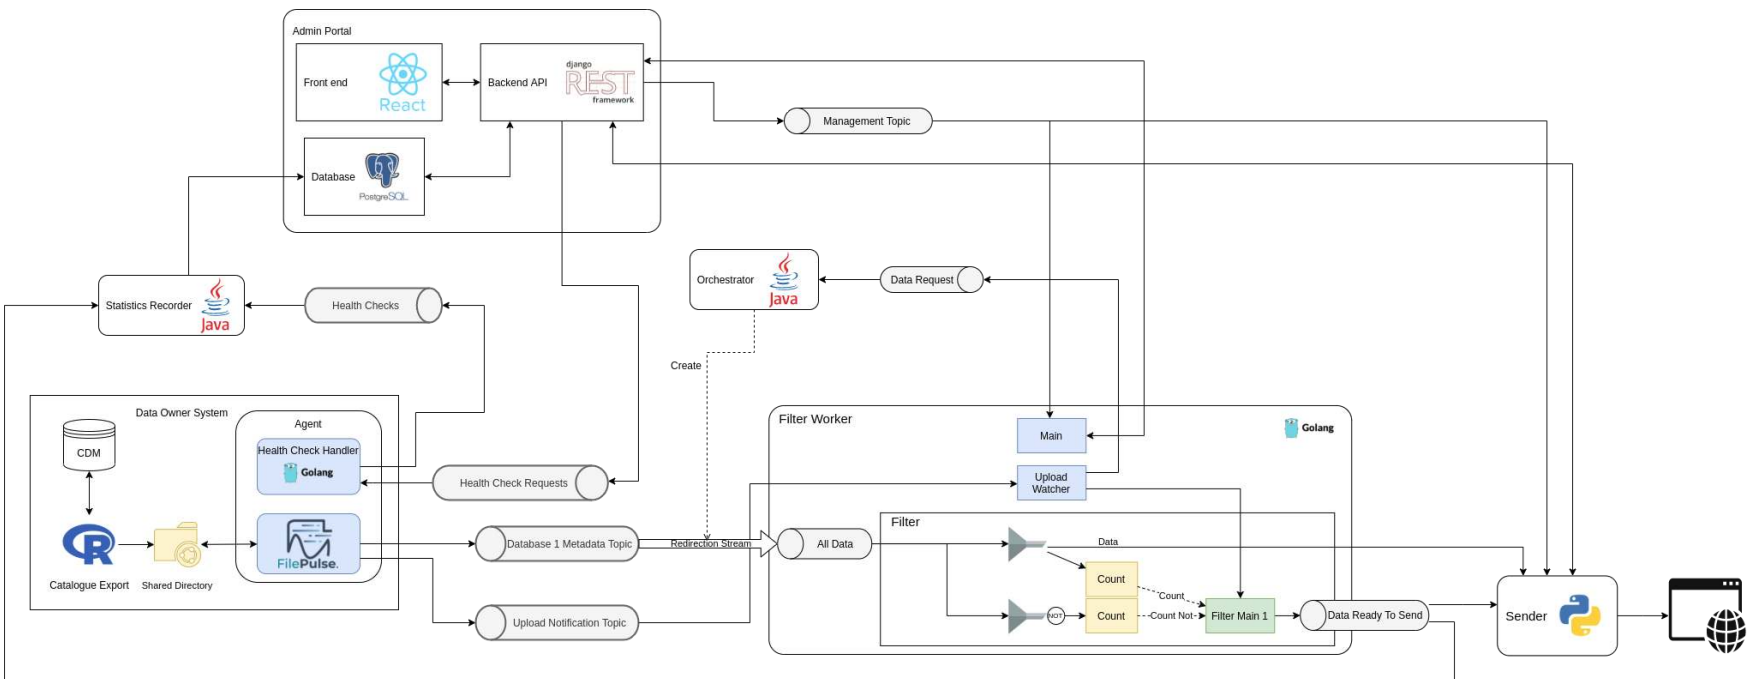 Admin Portal
Front end
React
Backend API
django
REST
framework
Management Topic
Database
PostgreSQL
Orchestrator
Java
Data Request
Statistics Recorder
Java
Health Checks
Create
Data Owner System
Agent
CDM
Health Check Handler
Golang
Health Check Requests
Filter Worker
Golang
Main
Upload
Watcher
Filter
Database 1 Metadata Topic
Redirection Stream
All Data
Data
FilePulse.
Catalogue Export
Shared Directory
Count
Count
NOT
Count
Count Not
Filter Main 1
Data Ready To Send
Upload Notification Topic
Sender